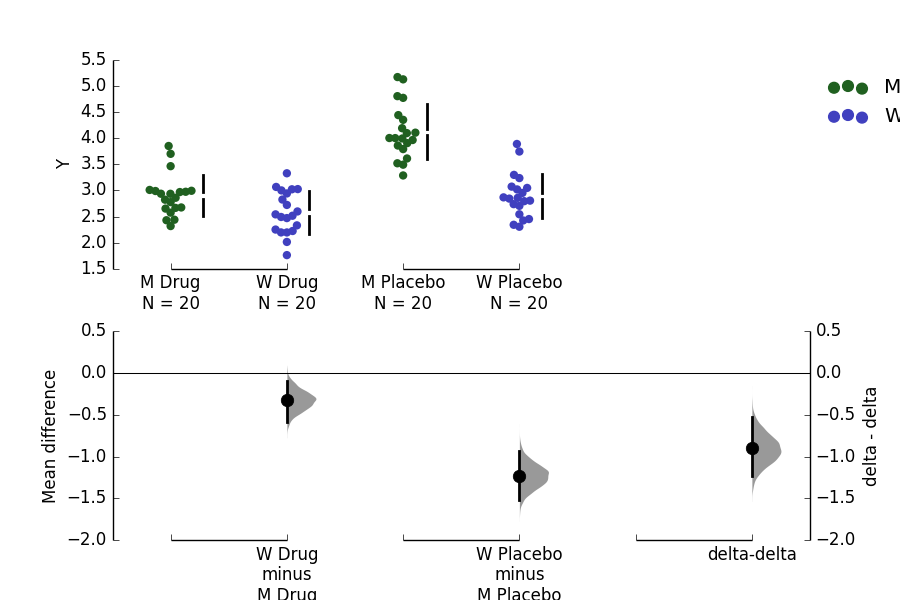 5.5
5.0
4.5
4.0
3.5
3.0
2.5
2.0
1.5
Y
M
M Drug
N = 20
W Drug
N = 20
M Placebo
N = 20
W Placebo
N = 20
0.5
0.0
−0.5
−1.0
−1.5
−2.0
Mean difference
0.5
0.0
−0.5
−1.0
−1.5
−2.0
delta - delta
W Drug
minus
M Drug
W Placebo
minus
M Placebo
delta-delta